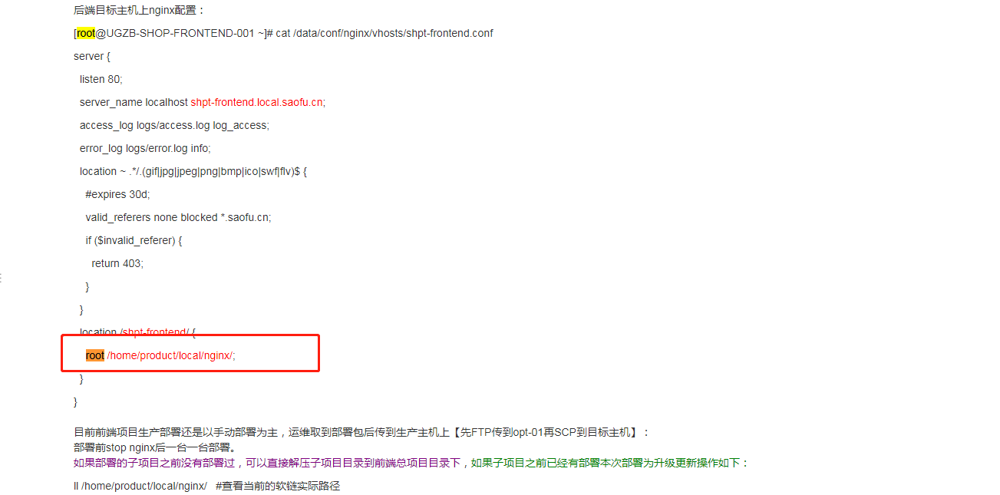 后端目标主机上nginx配置：
[root@UGZB-SHOP-FRONTEND-001 ~]# cat /data/conf/nginx/vhosts/shpt-frontend.conf
server {
listen 80;
server_name localhost shpt-frontend.local.saofu.cn;
access_log logs/access.log log_access;
error_log logs/error.log info;
location ~ .*/.(gif|jpg|jpeg|png|bmp|ico|swf|flv)$ {
#expires 30d;
valid_referers none blocked *.saofu.cn;
if ($invalid_referer) {
return 403;
}
}
location /shpt-frontend/ {
root /home/product/local/nginx/;
}
}
目前前端项目生产部署还是以手动部署为主，运维取到部署包后传到生产主机上【先FTP传到opt-01再SCP到目标主机】：
部署前stop nginx后一台一台部署。
如果部署的子项目之前没有部署过，可以直接解压子项目目录到前端总项目目录下，如果子项目之前已经有部署本次部署为升级更新操作如下：
ll /home/product/local/nginx/ #查看当前的软链实际路径